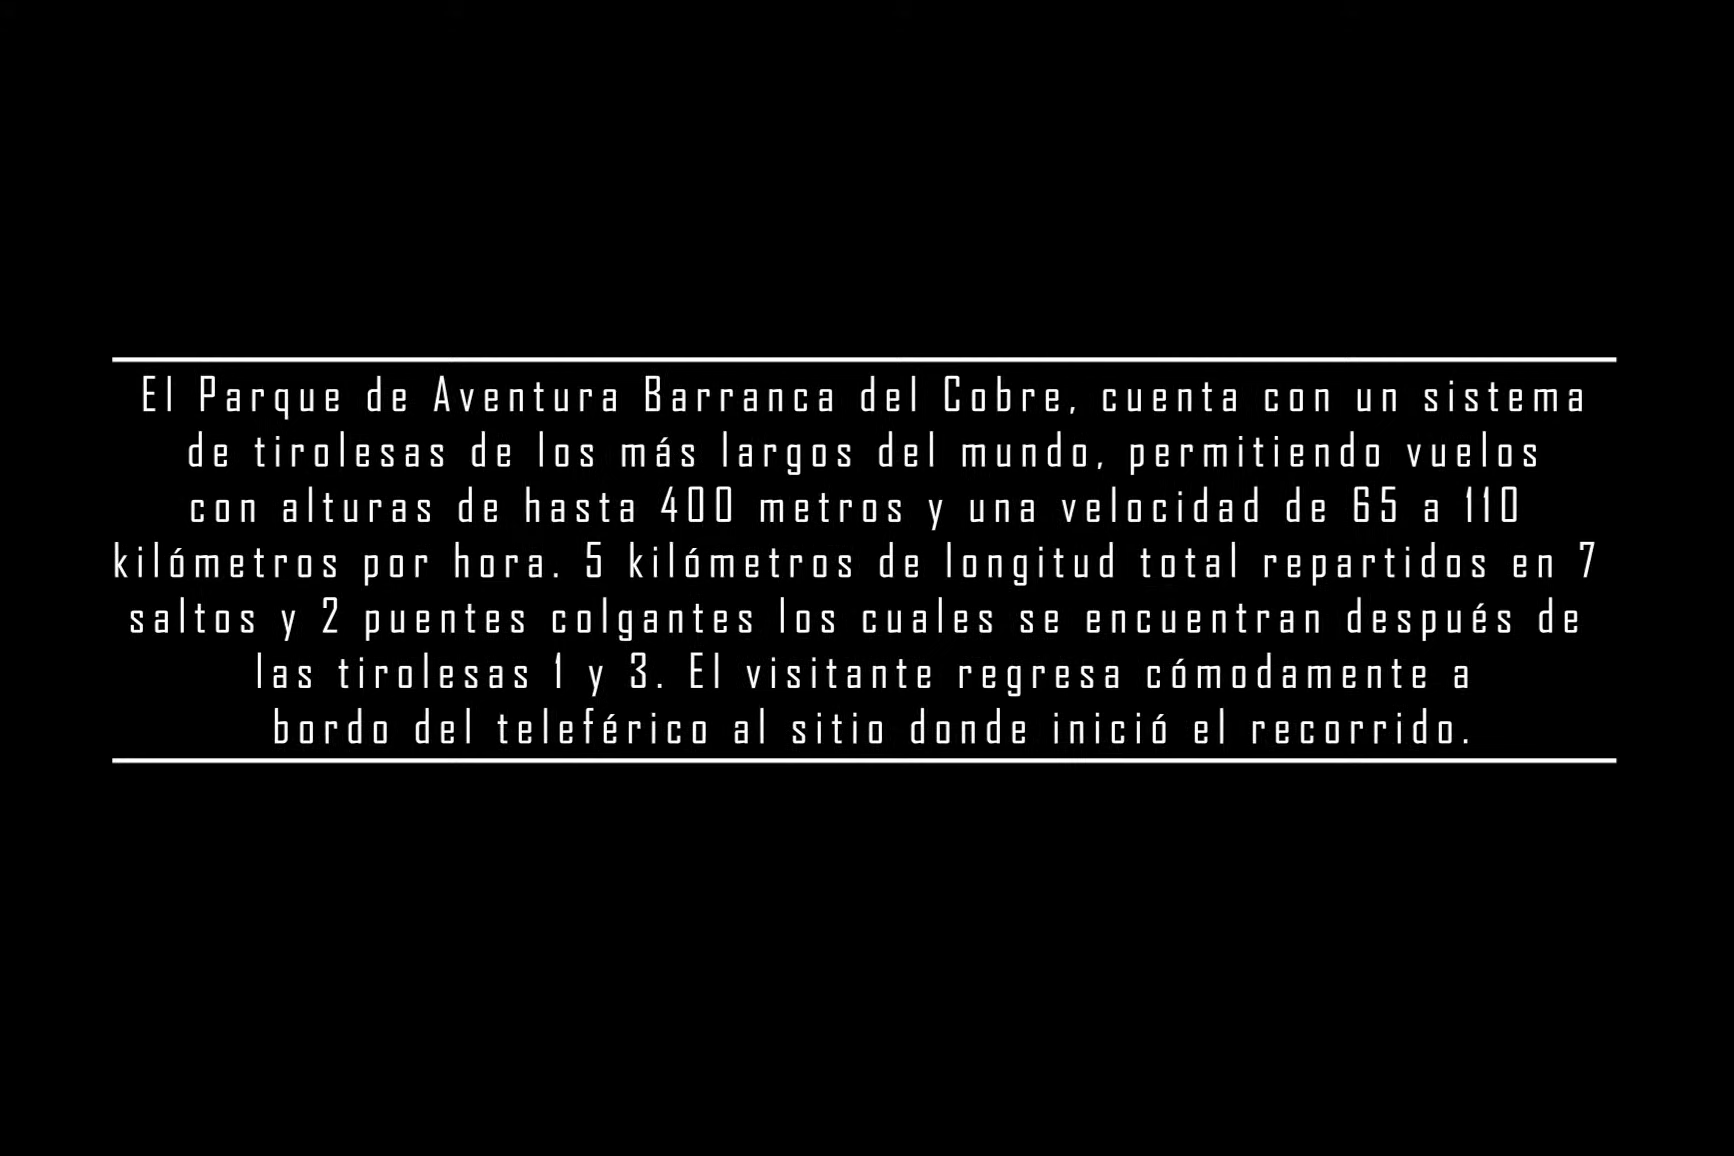 El Parque de Aventura Barranca del Cobre, cuenta con un sistema
de tirolesas de los más largos del mundo, permitiendo vuelos
con alturas de hasta 400 metros y una velocidad de 65 a 110
kilómetros por hora. 5 kilómetros de longitud total repartidos en 7
saltos y 2 puentes colgantes los cuales se encuentran después de
las tirolesas 1 y 3. El visitante regresa cómodamente a
bordo del teleférico al sitio donde inició el recorrido.